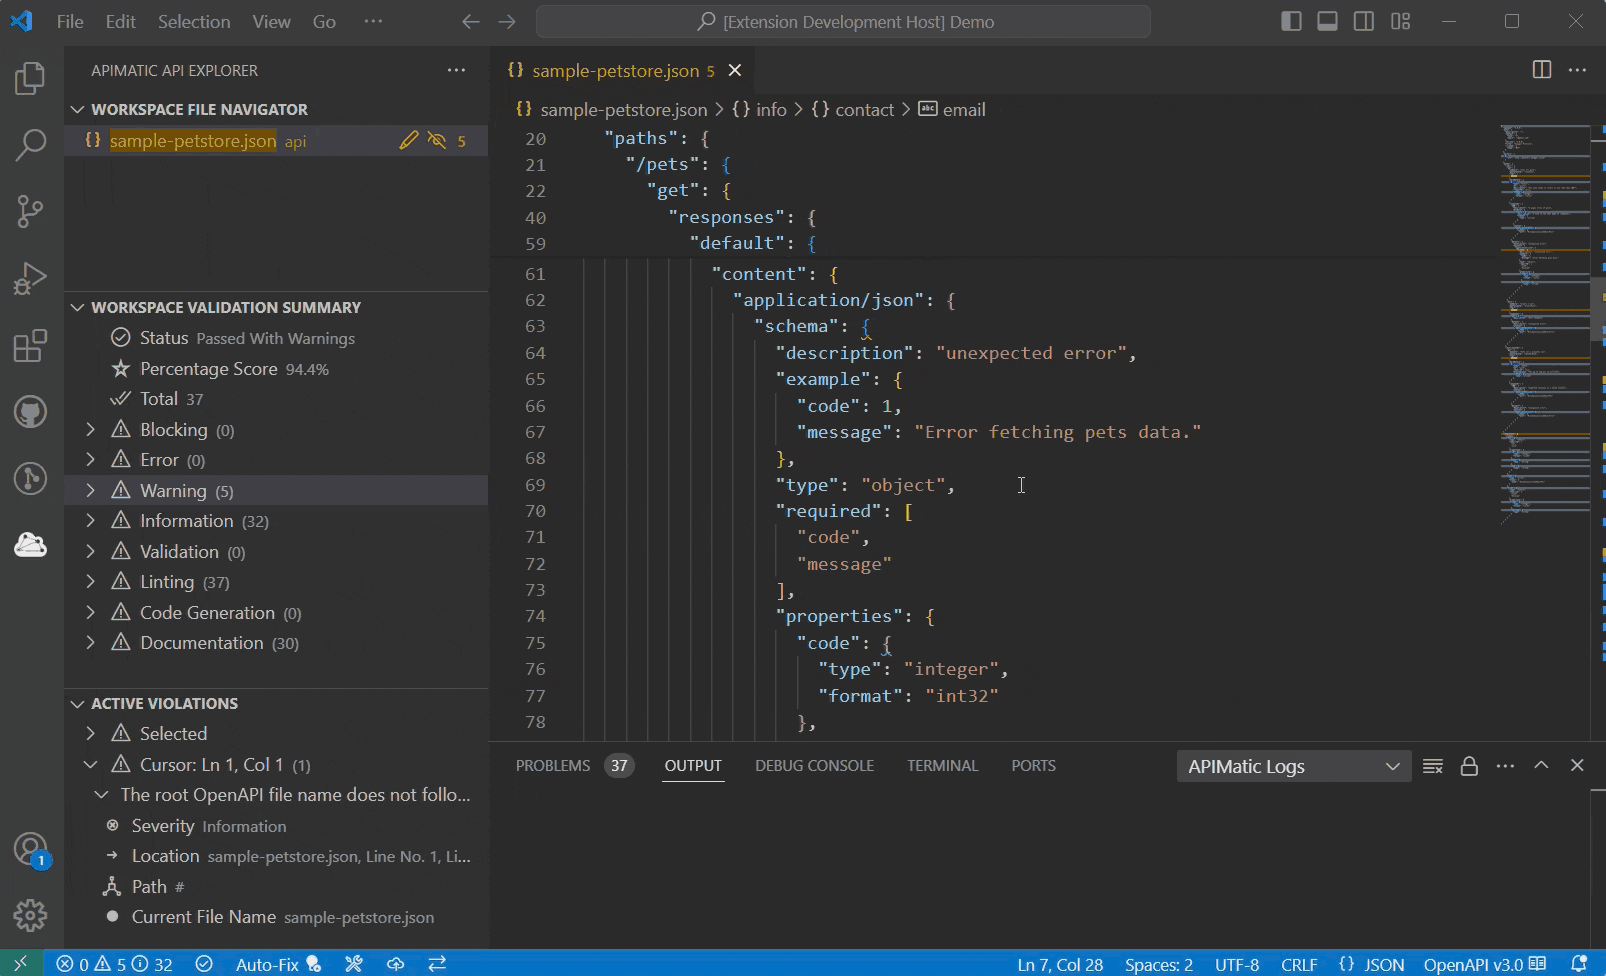 File Edit Selection View Go ··· [Extension Development Host] Demo
APIMATIC API EXPLORER
WORKSPACE FILE NAVIGATOR
{} sample-petstore.json api 5
WORKSPACE VALIDATION SUMMARY
Status Passed With Warnings
Percentage Score 94.4%
Total 37
Blocking (0)
Error (0)
Warning (5)
Information (32)
Validation (0)
Linting (37)
Code Generation (0)
Documentation (30)
ACTIVE VIOLATIONS
Selected
Cursor: Ln 1, Col 1 (1)
The root OpenAPI file name does not follo...
Severity Information
Location sample-petstore.json, Line No. 1, Li...
Path #
Current File Name sample-petstore.json
1
{} sample-petstore.json 5
{} sample-petstore.json > {} info > {} contact > abc email
20 "paths": {
21 "/pets": {
22 "get": {
40 "responses": {
59 "default": {
61 "content": {
62 "application/json": {
63 "schema": {
64 "description": "unexpected error",
65 "example": {
66 "code": 1,
67 "message": "Error fetching pets data."
68 },
69 "type": "object",
70 "required": [
71 "code",
72 "message"
73 ],
74 "properties": {
75 "code": {
76 "type": "integer",
77 "format": "int32"
78 },
PROBLEMS 37 OUTPUT DEBUG CONSOLE TERMINAL PORTS APIMatic Logs
0 5 32 Auto-Fix Ln 7, Col 28 Spaces: 2 UTF-8 CRLF {} JSON OpenAPI v3.0